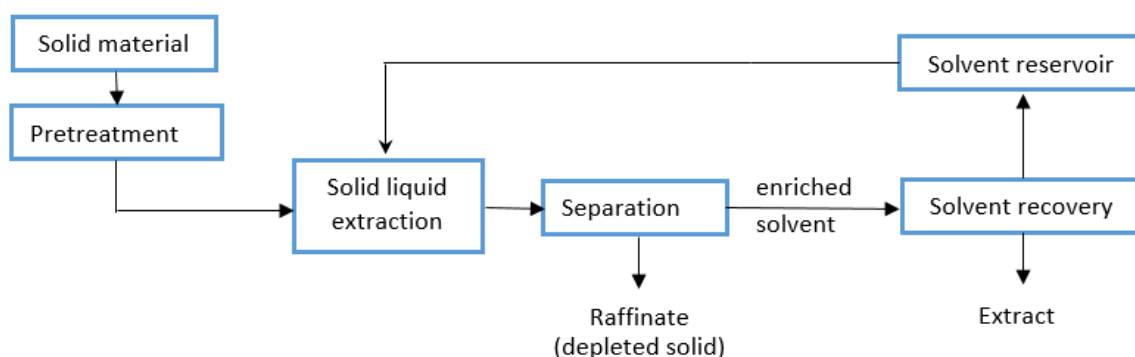 Solid material
Solvent reservoir
Pretreatment
Solid liquid
extraction
Separation
enriched
solvent
Solvent recovery
Raffinate
(depleted solid)
Extract